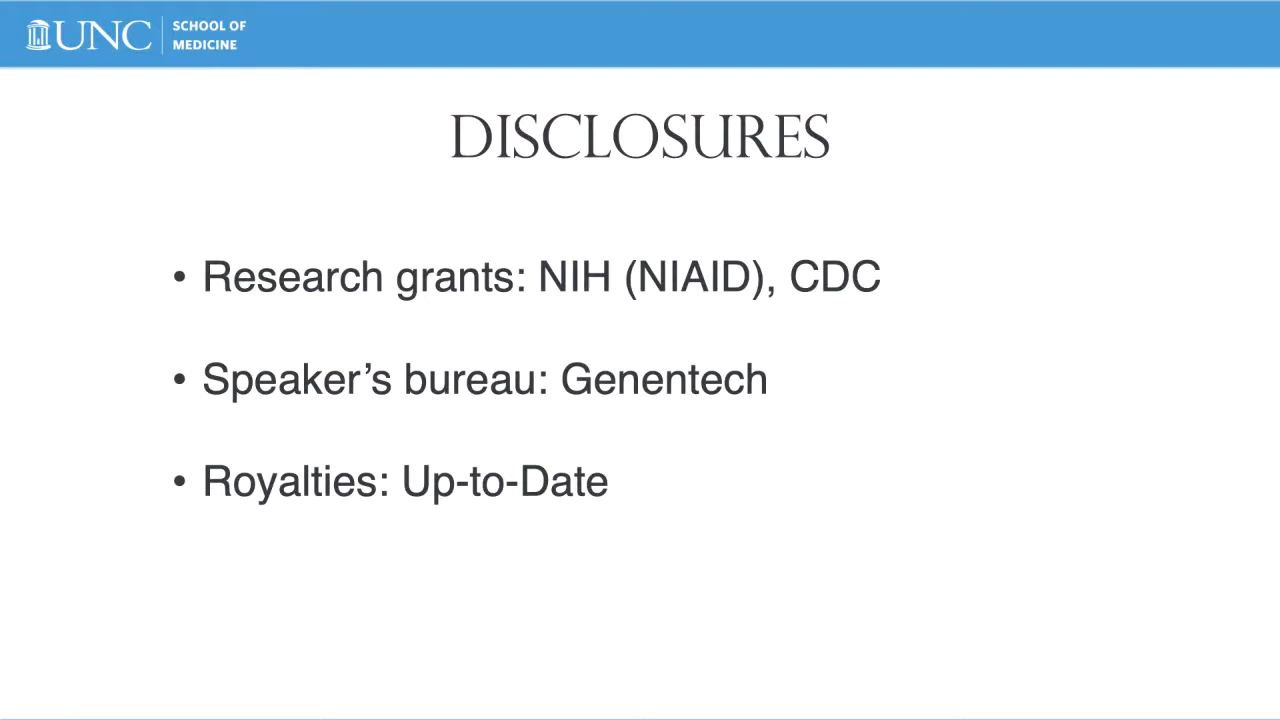 UNC
SCHOOL OF
MEDICINE
DISCLOSURES
• Research grants: NIH (NIAID), CDC
• Speaker’s bureau: Genentech
• Royalties: Up-to-Date